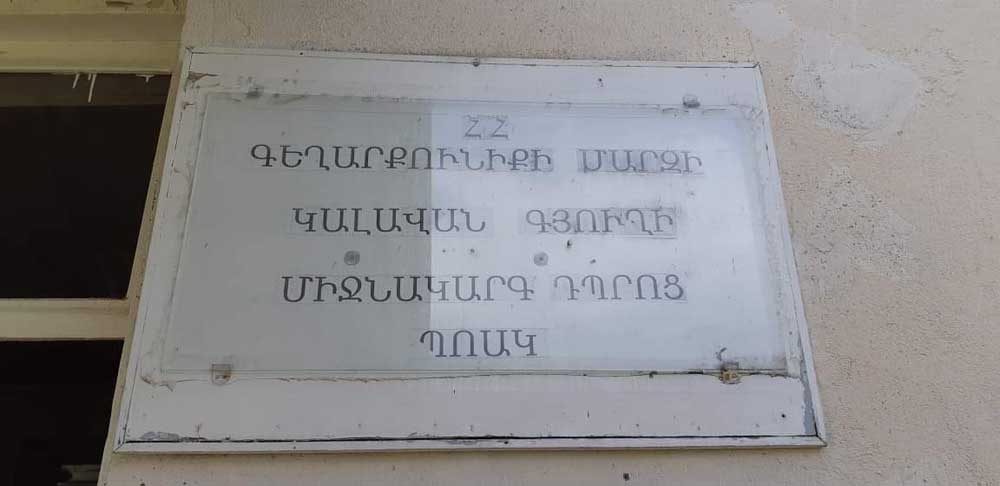 ՀՀ
ԳԵՂԱՐՔՈՒՆԻՔԻ ՄԱՐԶԻ
ԿԱԼԱՎԱՆ ԳՅՈՒՂԻ
ՄԻՋՆԱԿԱՐԳ ԴՊՐՈՑ
ՊՈԱԿ